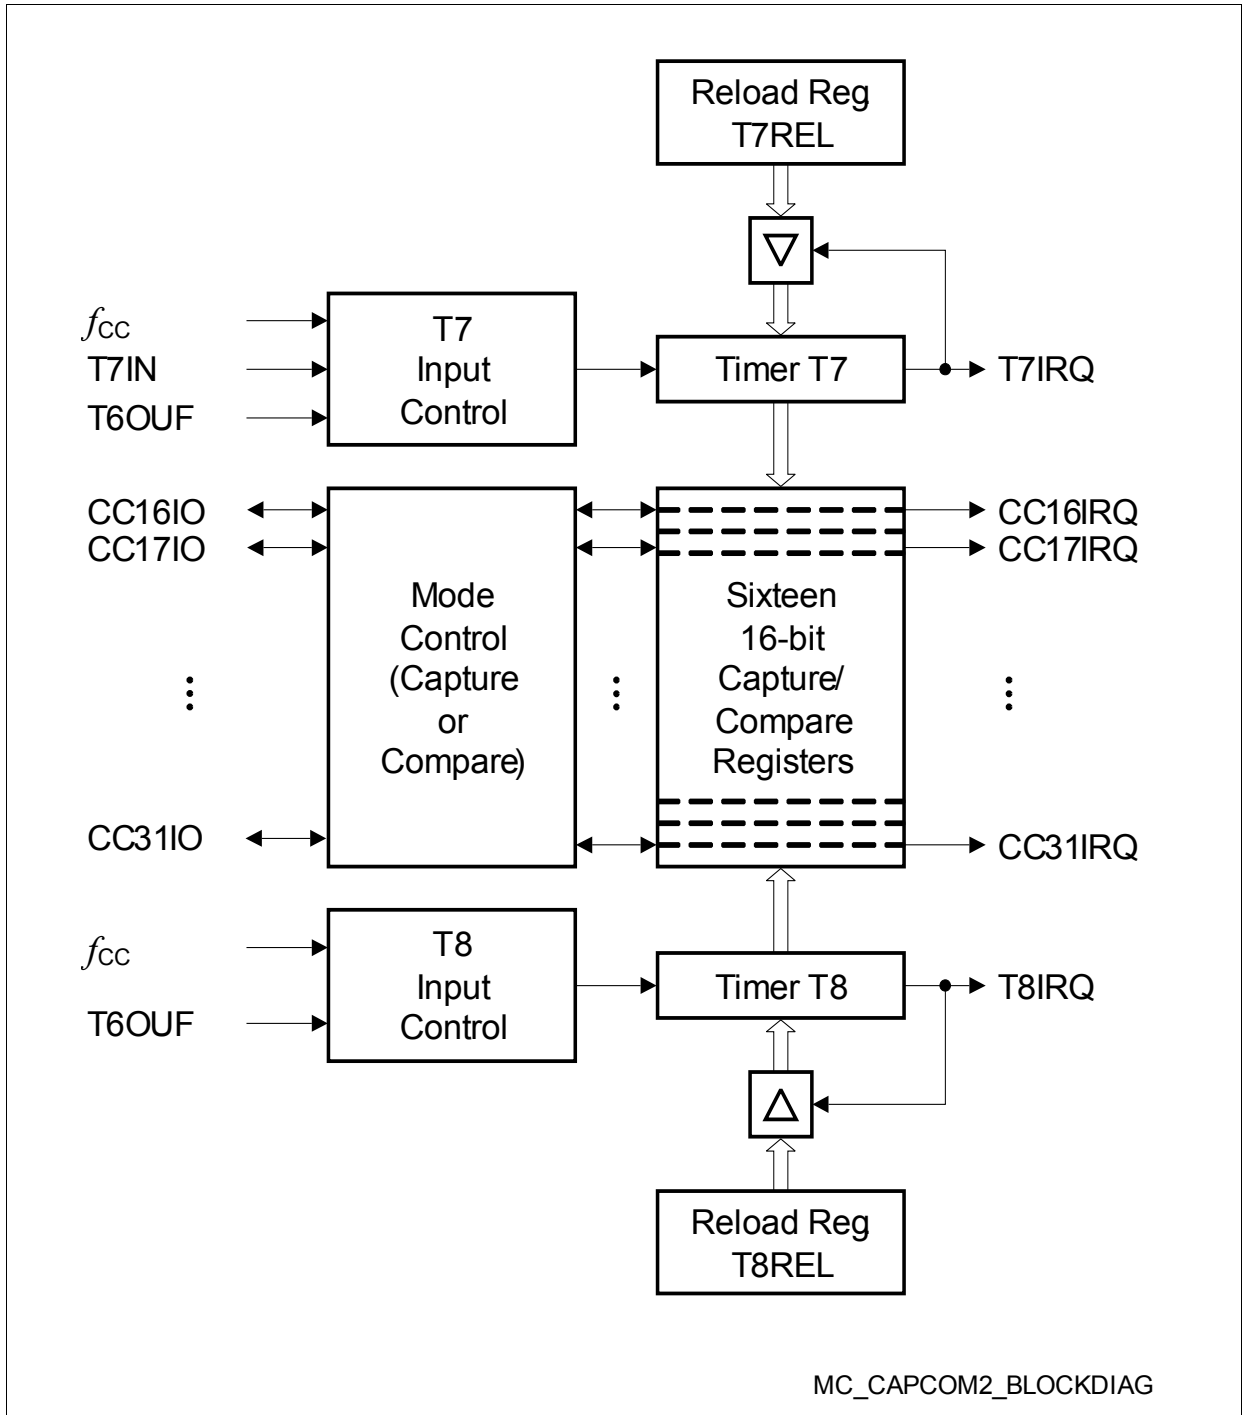 Reload Reg.
T7REL
fCC
T7IN
T6OUF
T7
Input
Control
Timer T7
T7IRQ
CC16IO
CC17IO
CC31IO
Mode
Control
(Capture
or
Compare)
Sixteen
16-bit
Capture/
Compare
Registers
CC16IRQ
CC17IRQ
CC31IRQ
fCC
T6OUF
T8
Input
Control
Timer T8
T8IRQ
Reload Reg.
T8REL
MC_CAPCOM2_BLOCKDIAG